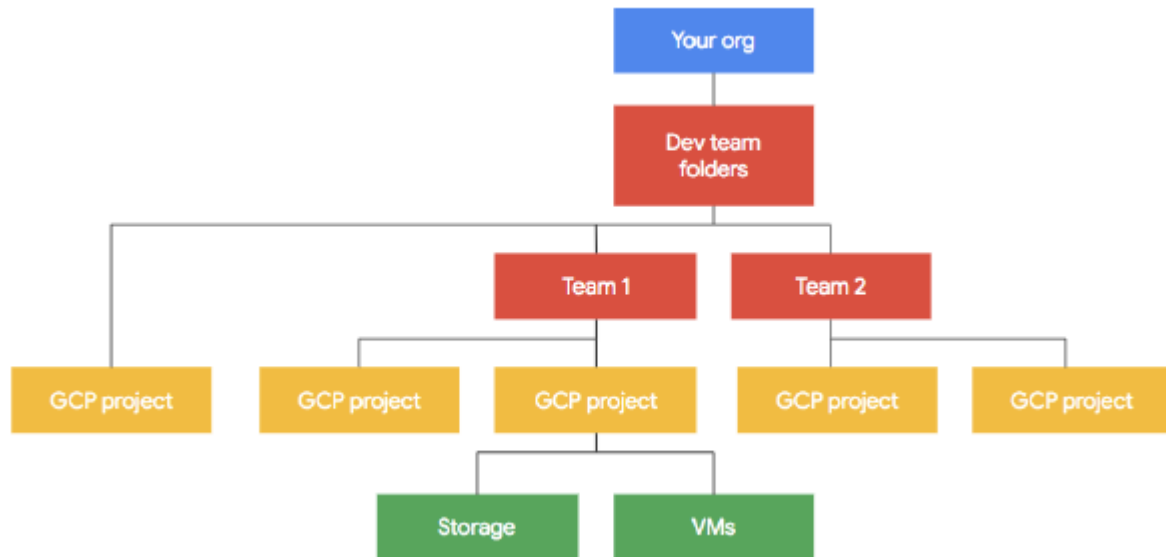 Your org
Dev team
folders
Team 1
Team 2
GCP project
GCP project
GCP project
GCP project
GCP project
Storage
VMs